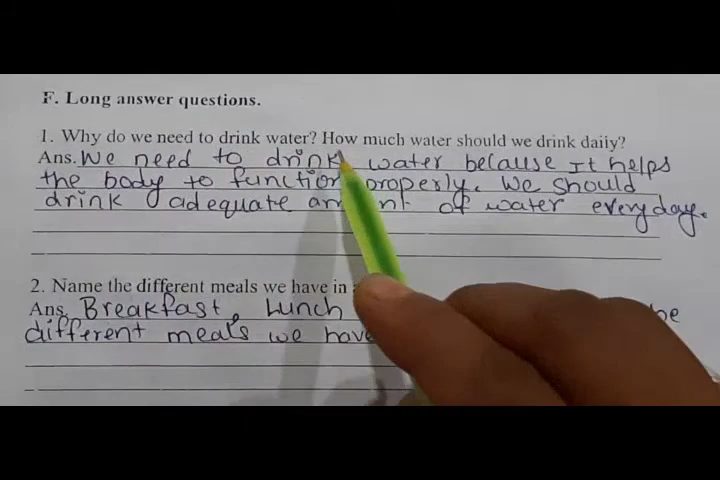 F. Long answer questions.
1. Why do we need to drink water? How much water should we drink daily?
Ans. We need to drink water because It helps
the body to function properly. We should
drink adequate of water everyday.
2. Name the different meals we have in
Ans. Breakfast, Lunch
different meals we have